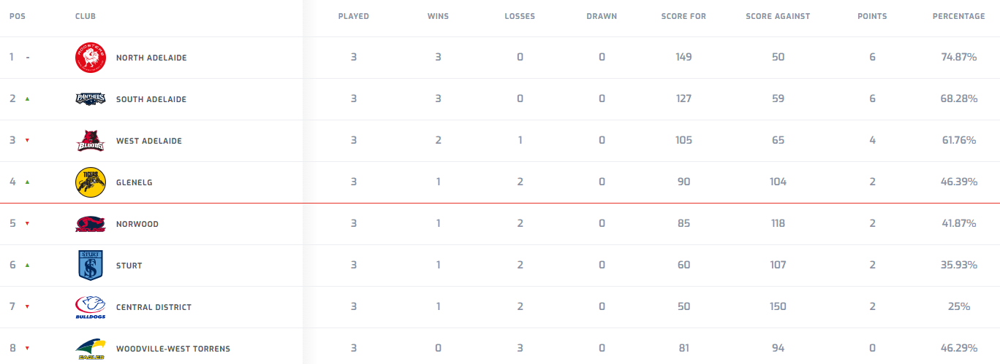 POS CLUB PLAYED WINS LOSSES DRAWN SCORE FOR SCORE AGAINST POINTS PERCENTAGE
1 - ROOSTERS NORTH ADELAIDE 3 3 0 0 149 50 6 74.87%
2 PANTHERS SOUTH ADELAIDE 3 3 0 0 127 59 6 68.28%
3 BLOODS WEST ADELAIDE 3 2 1 0 105 65 4 61.76%
4 TIGERS GLENELG 3 1 2 0 90 104 2 46.39%
5 NORWOOD 3 1 2 0 85 118 2 41.87%
6 STURT STURT 3 1 2 0 60 107 2 35.93%
7 BULLDOGS CENTRAL DISTRICT 3 1 2 0 50 150 2 25%
8 EAGLES WOODVILLE-WEST TORRENS 3 0 3 0 81 94 0 46.29%